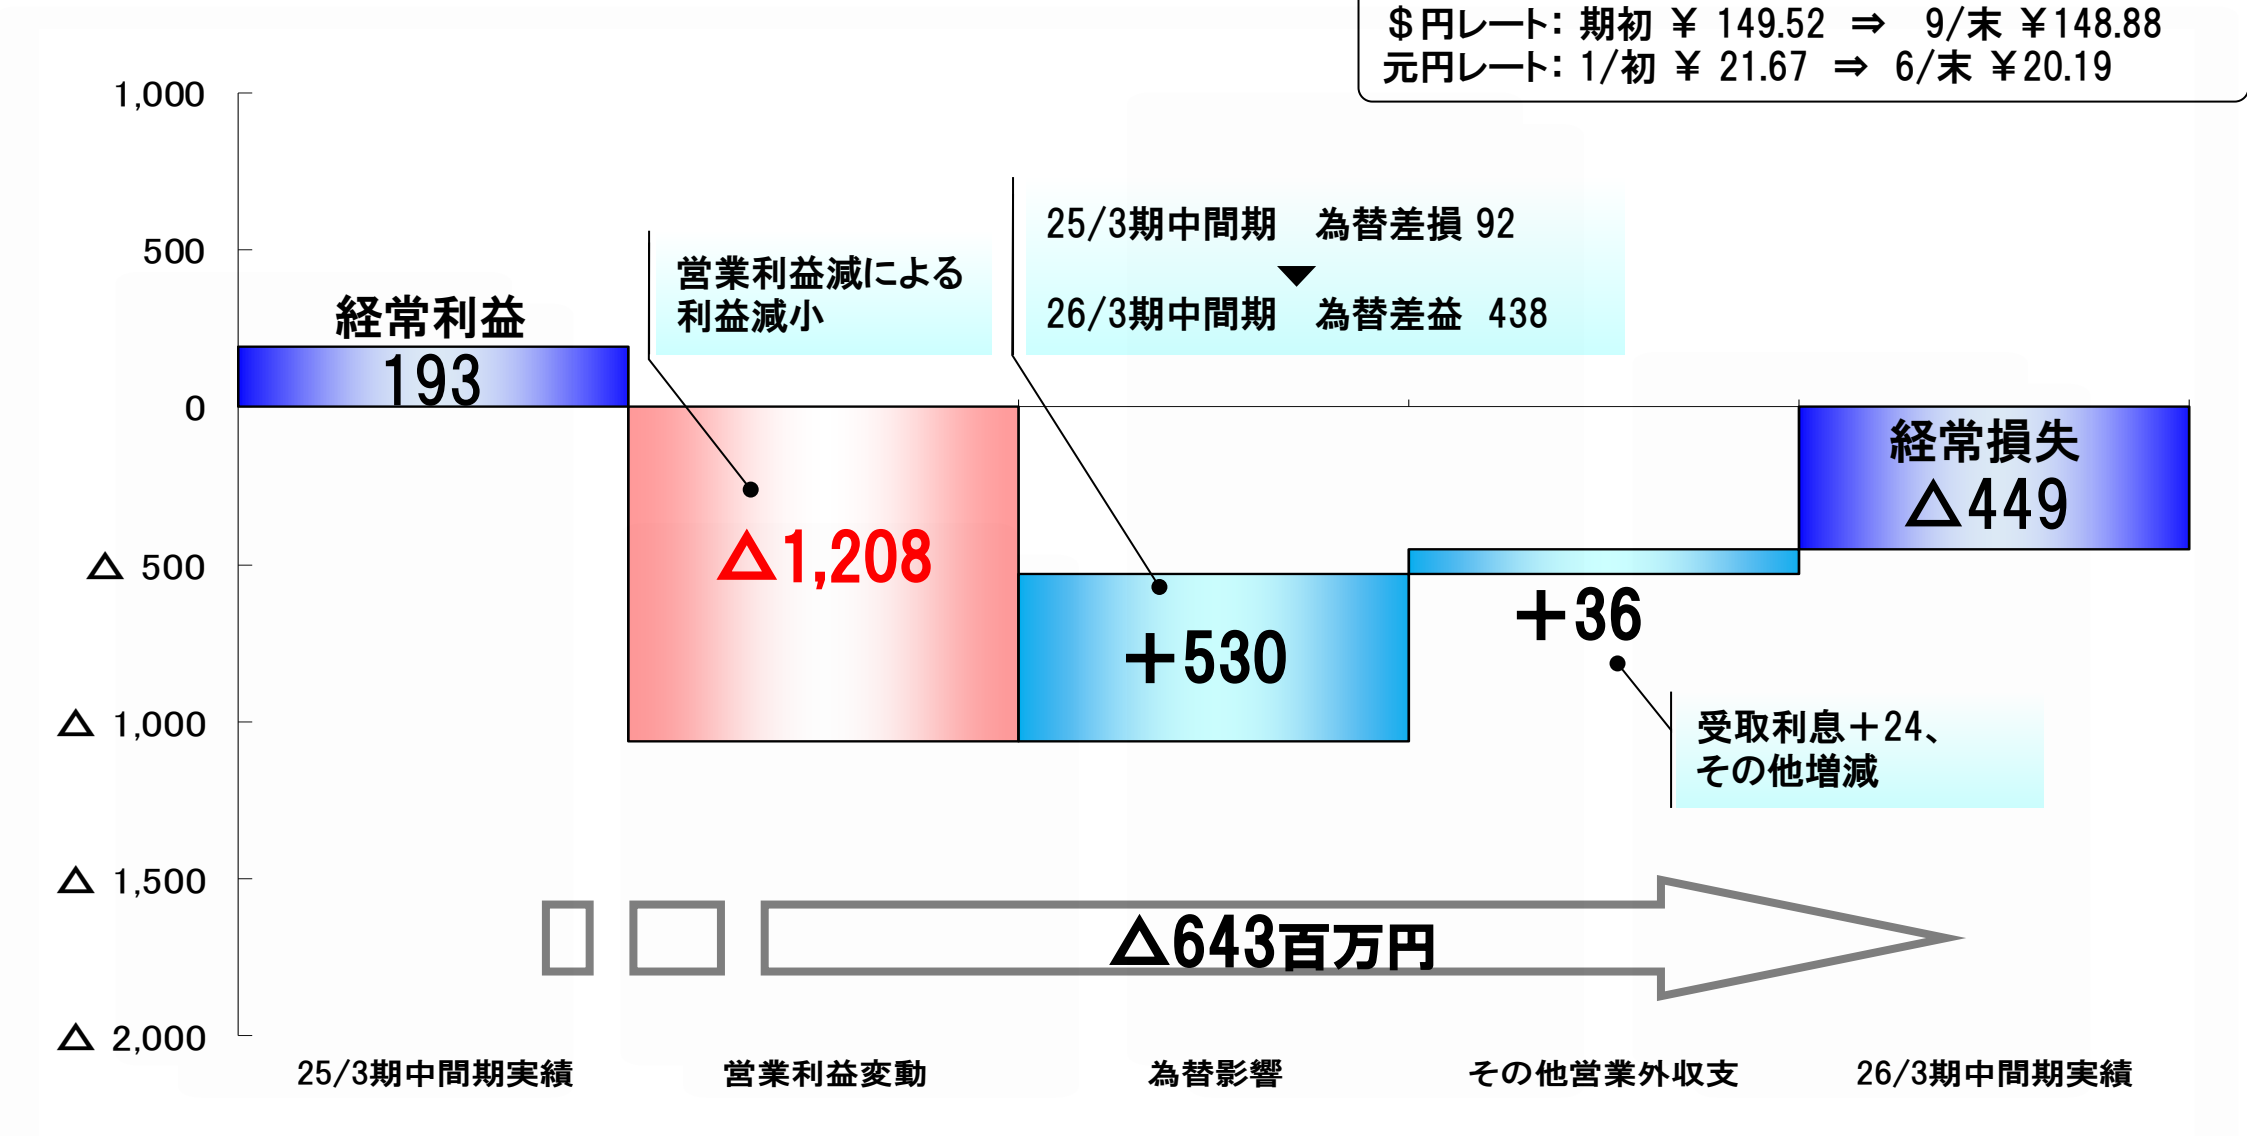 ＄円レート： 期初 ￥ 149.52 ⇒ 9/末 ￥148.88
元円レート： 1/初 ￥ 21.67 ⇒ 6/末 ￥20.19
1,000
500
0
△ 500
△ 1,000
△ 1,500
△ 2,000
経常利益
193
営業利益減による
利益減小
△1,208
25/3期中間期　為替差損 92
▼
26/3期中間期　為替差益 438
＋530
＋36
受取利息＋24、
その他増減
経常損失
△449
△643百万円
25/3期中間期実績
営業利益変動
為替影響
その他営業外収支
26/3期中間期実績